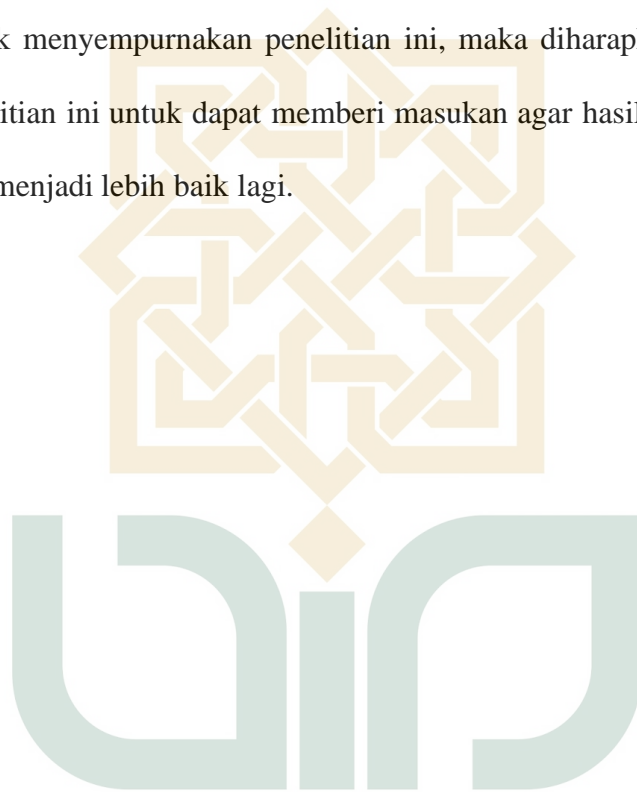 k menyempurnakan penelitian ini, maka diharap
itian ini untuk dapat memberi masukan agar hasil
menjadi lebih baik lagi.